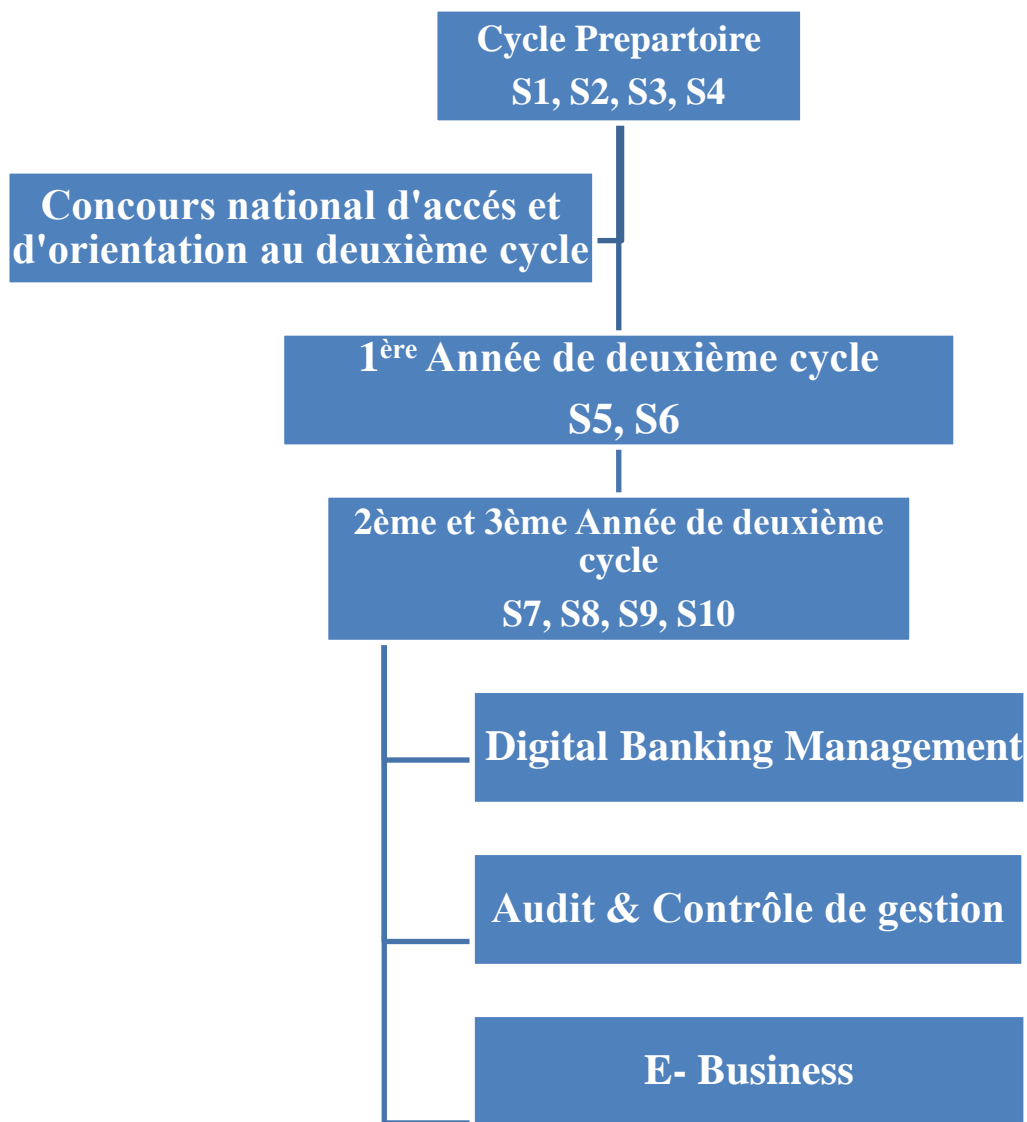 Cycle Prepartoire
S1, S2, S3, S4
Concours national d'accés et
d'orientation au deuxième cycle
1ère Année de deuxième cycle
S5, S6
2ème et 3ème Année de deuxième
cycle
S7, S8, S9, S10
Digital Banking Management
Audit & Contrôle de gestion
E- Business